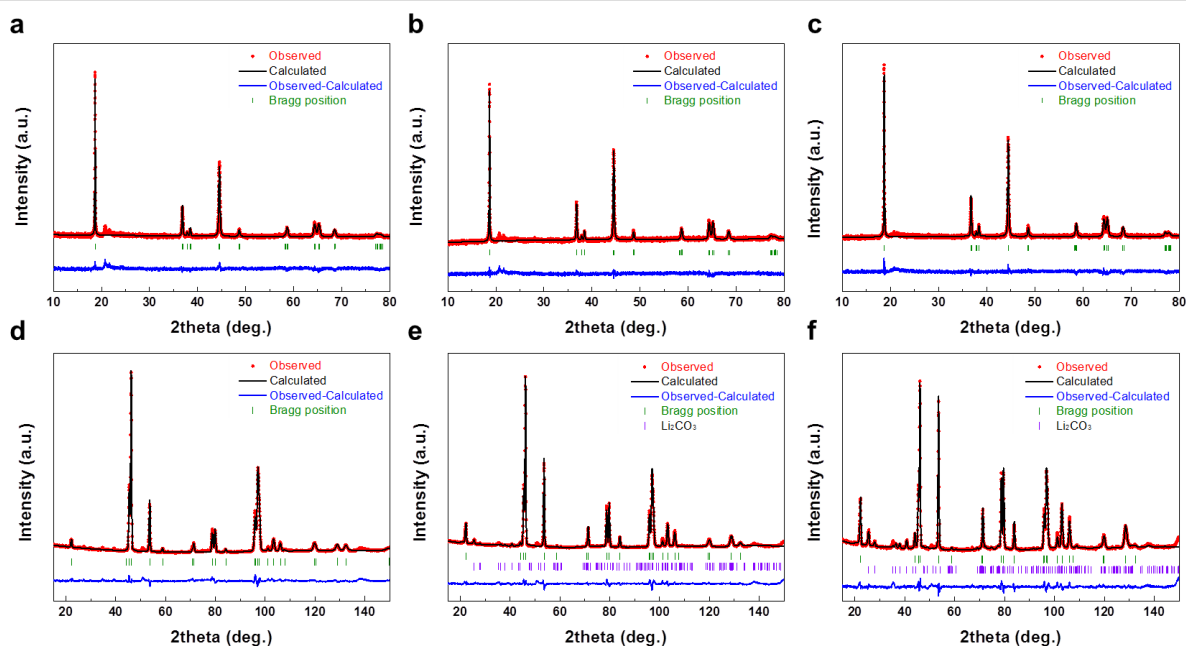 a
Observed
Calculated
Observed-Calculated
Bragg position
Intensity (a.u.)
10 20 30 40 50 60 70 80
2theta (deg.)
b
Observed
Calculated
Observed-Calculated
Bragg position
Intensity (a.u.)
10 20 30 40 50 60 70 80
2theta (deg.)
c
Observed
Calculated
Observed-Calculated
Bragg position
Intensity (a.u.)
10 20 30 40 50 60 70 80
2theta (deg.)
d
Observed
Calculated
Observed-Calculated
Bragg position
Intensity (a.u.)
20 40 60 80 100 120 140
2theta (deg.)
e
Observed
Calculated
Observed-Calculated
Bragg position
Li₂CO₃
Intensity (a.u.)
20 40 60 80 100 120 140
2theta (deg.)
f
Observed
Calculated
Observed-Calculated
Bragg position
Li₂CO₃
Intensity (a.u.)
20 40 60 80 100 120 140
2theta (deg.)